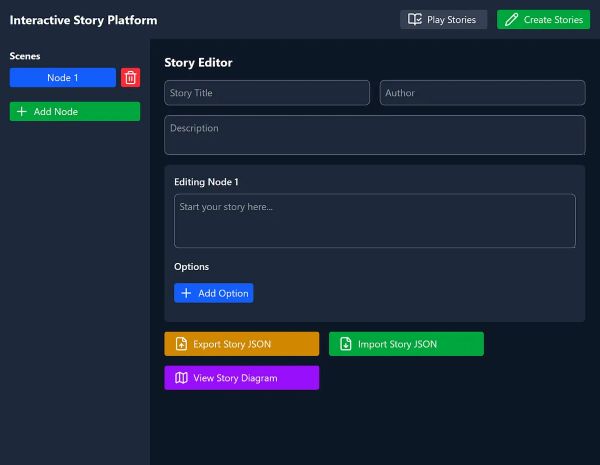 Interactive Story Platform
Play Stories
Create Stories
Scenes
Node 1
Add Node
Story Editor
Story Title
Author
Description
Editing Node 1
Start your story here...
Options
Add Option
Export Story JSON
Import Story JSON
View Story Diagram